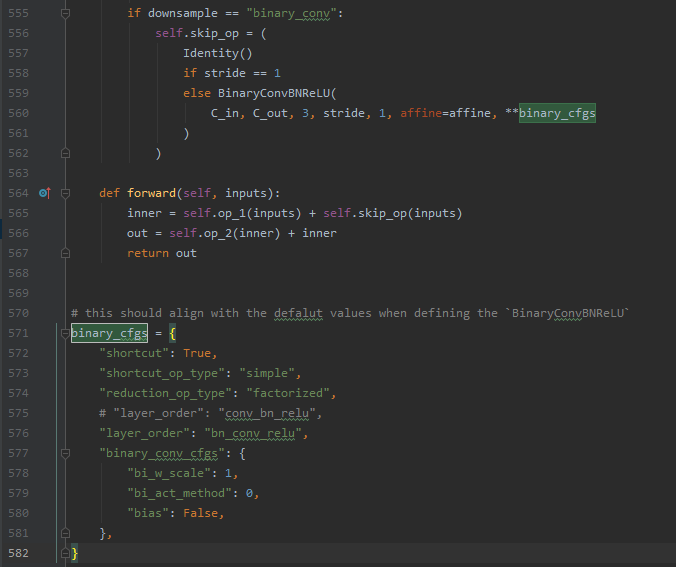 555 if downsample == "binary_conv":
556 self.skip_op = (
557 Identity()
558 if stride == 1
559 else BinaryConvBNReLU(
560 C_in, C_out, 3, stride, 1, affine=affine, **binary_cfgs
561 )
562 )
563
564 def forward(self, inputs):
565 inner = self.op_1(inputs) + self.skip_op(inputs)
566 out = self.op_2(inner) + inner
567 return out
568
569
570 # this should align with the defalut values when defining the `BinaryConvBNReLU`
571 binary_cfgs = {
572 "shortcut": True,
573 "shortcut_op_type": "simple",
574 "reduction_op_type": "factorized",
575 # "layer_order": "conv_bn_relu",
576 "layer_order": "bn_conv_relu",
577 "binary_conv_cfgs": {
578 "bi_w_scale": 1,
579 "bi_act_method": 0,
580 "bias": False,
581 },
582 }